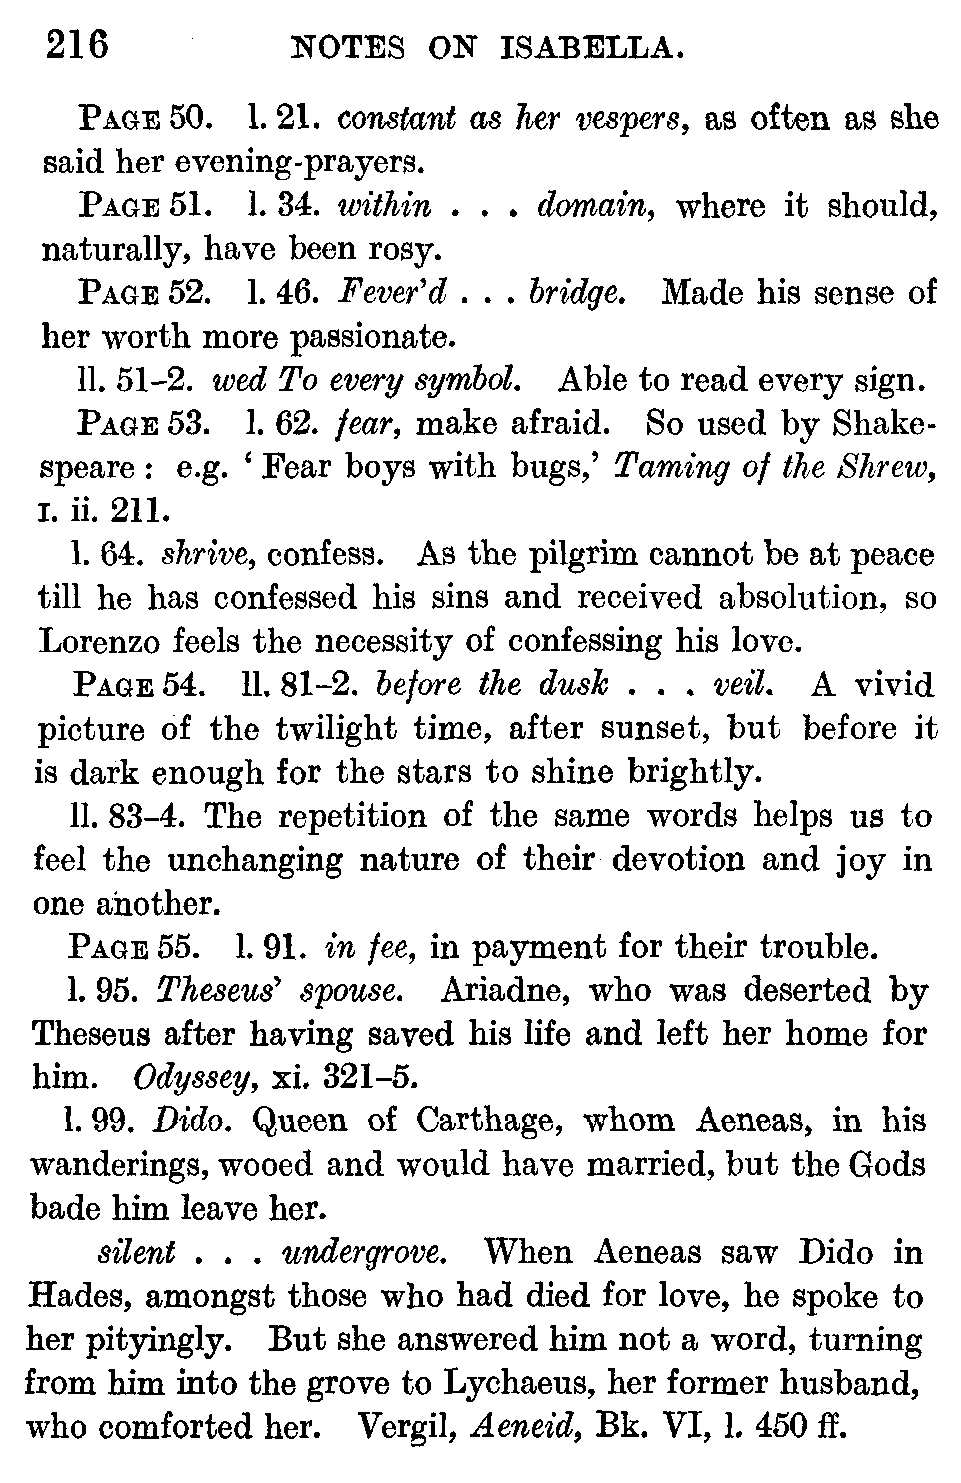 216 NOTES ON ISABELLA.
PAGE 50. l. 21. constant as her vespers, as often as she
said her evening-prayers.
PAGE 51. l. 34. within . . . domain, where it should,
naturally, have been rosy.
PAGE 52. l. 46. Fever'd . . . bridge. Made his sense of
her worth more passionate.
ll. 51–2. wed To every symbol. Able to read every sign.
PAGE 53. l. 62. fear, make afraid. So used by Shake-
speare : e.g. ‘ Fear boys with bugs,’ Taming of the Shrew,
I. ii. 211.
l. 64. shrive, confess. As the pilgrim cannot be at peace
till he has confessed his sins and received absolution, so
Lorenzo feels the necessity of confessing his love.
PAGE 54. ll. 81–2. before the dusk . . . veil. A vivid
picture of the twilight time, after sunset, but before it
is dark enough for the stars to shine brightly.
ll. 83–4. The repetition of the same words helps us to
feel the unchanging nature of their devotion and joy in
one another.
PAGE 55. l. 91. in fee, in payment for their trouble.
l. 95. Theseus’ spouse. Ariadne, who was deserted by
Theseus after having saved his life and left her home for
him. Odyssey, xi. 321–5.
l. 99. Dido. Queen of Carthage, whom Aeneas, in his
wanderings, wooed and would have married, but the Gods
bade him leave her.
silent . . . undergrove. When Aeneas saw Dido in
Hades, amongst those who had died for love, he spoke to
her pityingly. But she answered him not a word, turning
from him into the grove to Lychaeus, her former husband,
who comforted her. Vergil, Aeneid, Bk. VI, l. 450 ff.